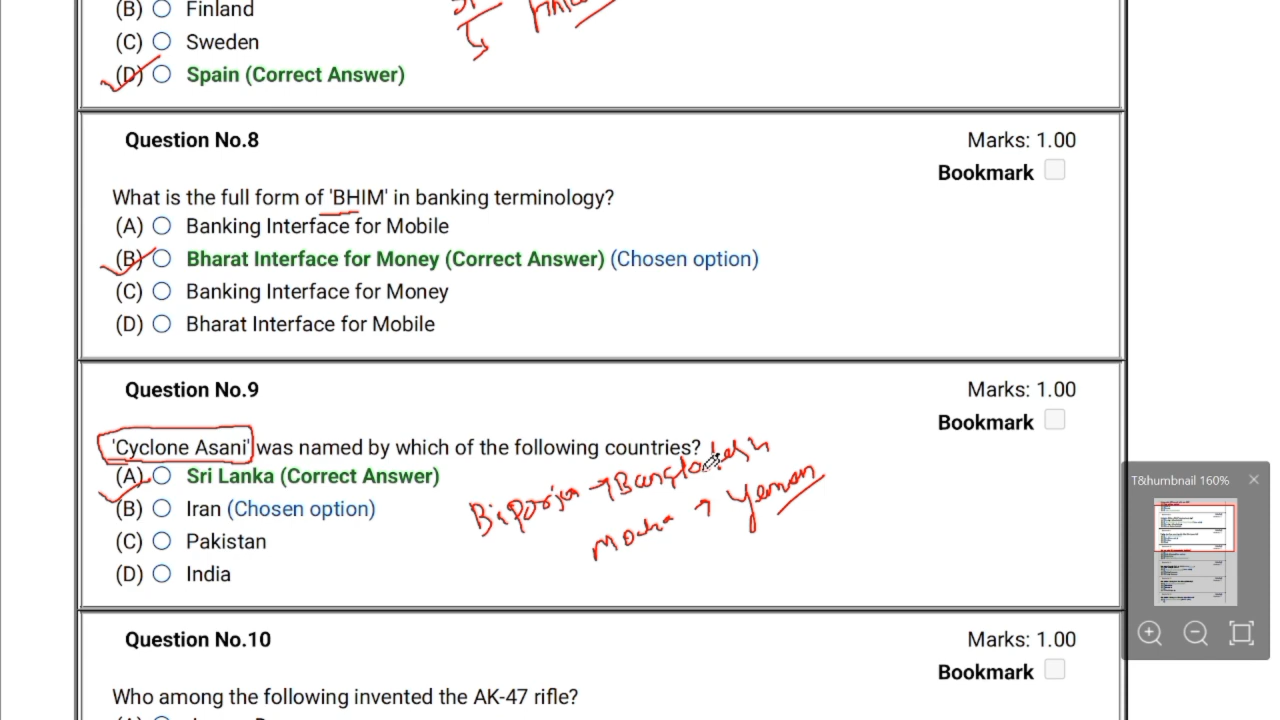 (B) Finland
(C) Sweden
(D) Spain (Correct Answer)
Question No.8 Marks: 1.00
Bookmark
What is the full form of 'BHIM' in banking terminology?
(A) Banking Interface for Mobile
(B) Bharat Interface for Money (Correct Answer) (Chosen option)
(C) Banking Interface for Money
(D) Bharat Interface for Mobile
Question No.9 Marks: 1.00
Bookmark
'Cyclone Asani' was named by which of the following countries?
(A) Sri Lanka (Correct Answer)
(B) Iran (Chosen option)
(C) Pakistan
(D) India
Biporjoy → Bangladesh
Mocha → Yeman
T&humbnail 160%
Question No.10 Marks: 1.00
Bookmark
Who among the following invented the AK-47 rifle?